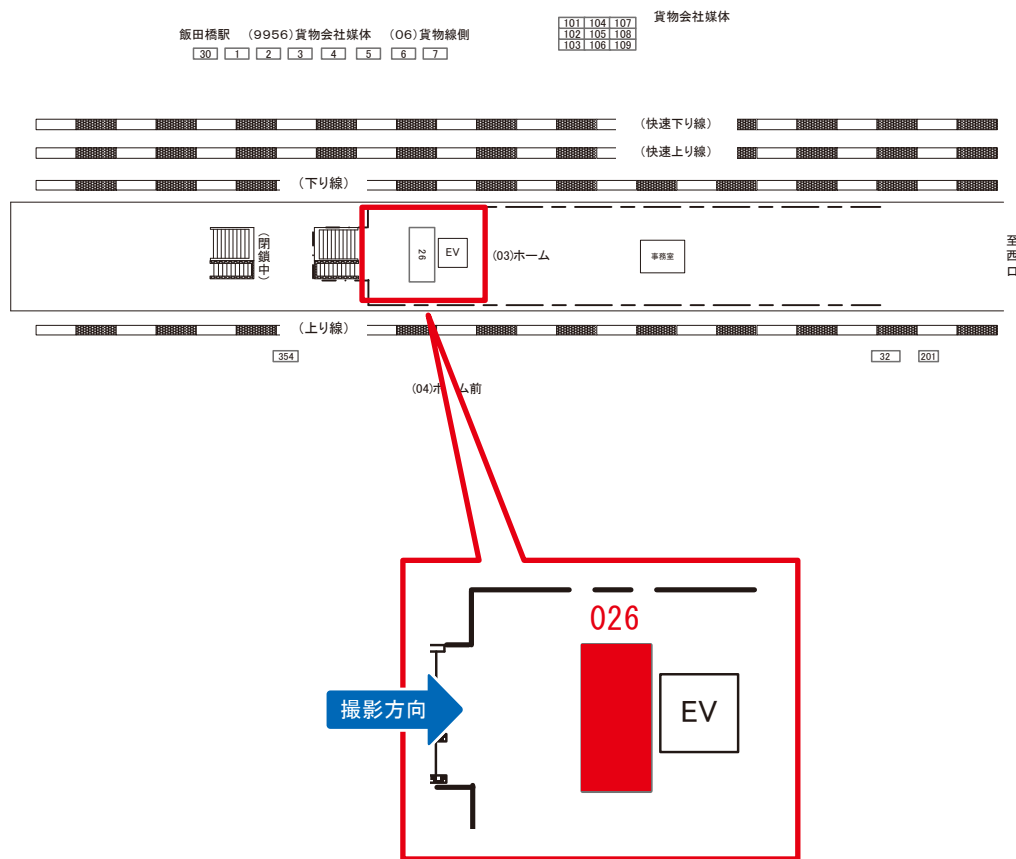 飯田橋駅 （9956）貨物会社媒体 （06）貨物線側
30 1 2 3 4 5 6 7
貨物会社媒体
101 104 107
102 105 108
103 106 109
（快速下り線）
（快速上り線）
（下り線）
（閉鎖中）
26
EV
(03)ホーム
事務室
至西口
（上り線）
354
32
201
(04)ホーム前
026
撮影方向
EV